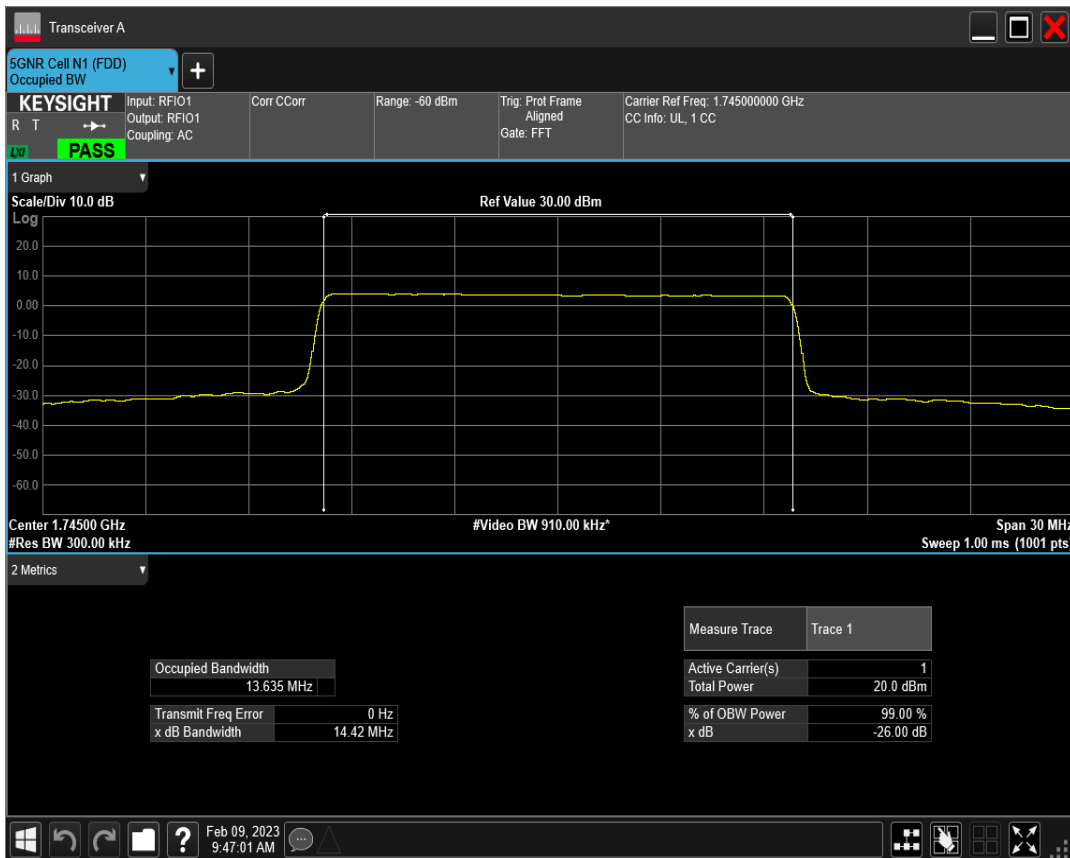 Transceiver A
5GNR Cell N1 (FDD)
Occupied BW
+
KEYSIGHT
R T
LXI
PASS
Input: RFIO1
Output: RFIO1
Coupling: AC
Corr CCorr
Range: -60 dBm
Trig: Prot Frame
Aligned
Gate: FFT
Carrier Ref Freq: 1.745000000 GHz
CC Info: UL, 1 CC
1 Graph
Scale/Div 10.0 dB
Ref Value 30.00 dBm
Log
20.0
10.0
0.00
-10.0
-20.0
-30.0
-40.0
-50.0
-60.0
Center 1.74500 GHz
#Video BW 910.00 kHz*
Span 30 MHz
#Res BW 300.00 kHz
Sweep 1.00 ms (1001 pts)
2 Metrics
Measure Trace Trace 1
Occupied Bandwidth
13.635 MHz
Active Carrier(s) 1
Total Power 20.0 dBm
Transmit Freq Error 0 Hz
x dB Bandwidth 14.42 MHz
% of OBW Power 99.00 %
x dB -26.00 dB
?
Feb 09, 2023
9:47:01 AM